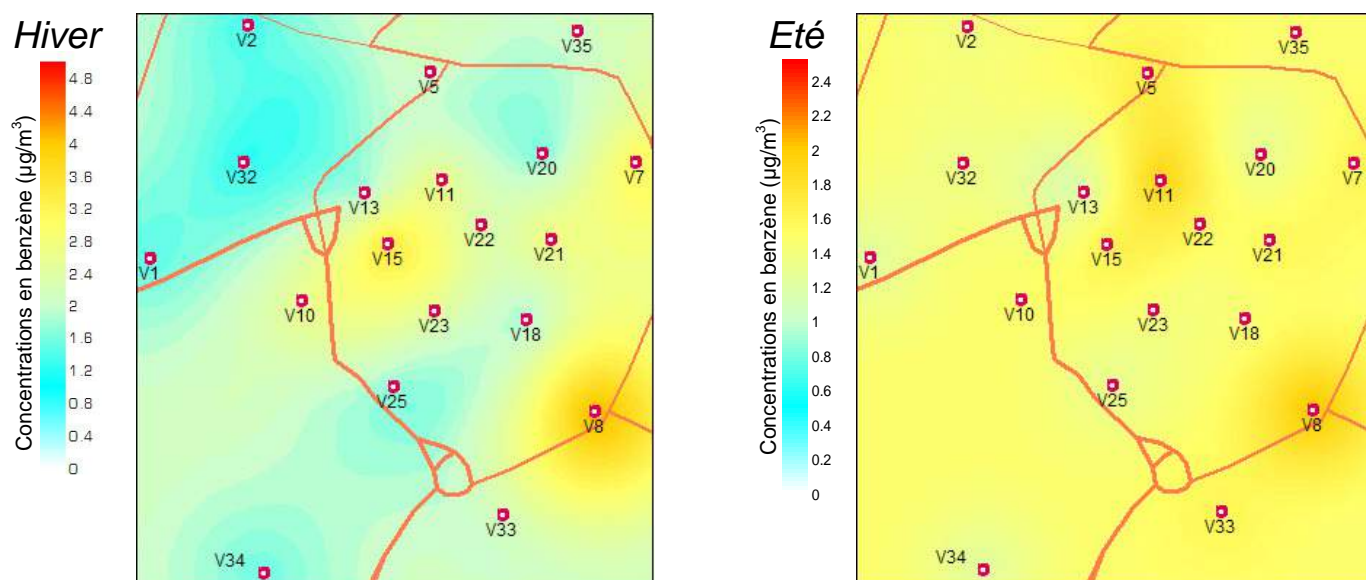 Hiver
Concentrations en benzène (µg/m³)
4.8
4.4
4
3.6
3.2
2.8
2.4
2
1.6
1.2
0.8
0.4
0
V2
V35
V5
V20
V7
V32
V11
V13
V22
V21
V15
V1
V10
V23
V18
V25
V8
V33
V34
Eté
Concentrations en benzène (µg/m³)
2.4
2.2
2
1.8
1.6
1.4
1.2
1
0.8
0.6
0.4
0.2
0
V2
V35
V5
V20
V7
V32
V11
V13
V22
V21
V15
V1
V10
V23
V18
V25
V8
V33
V34